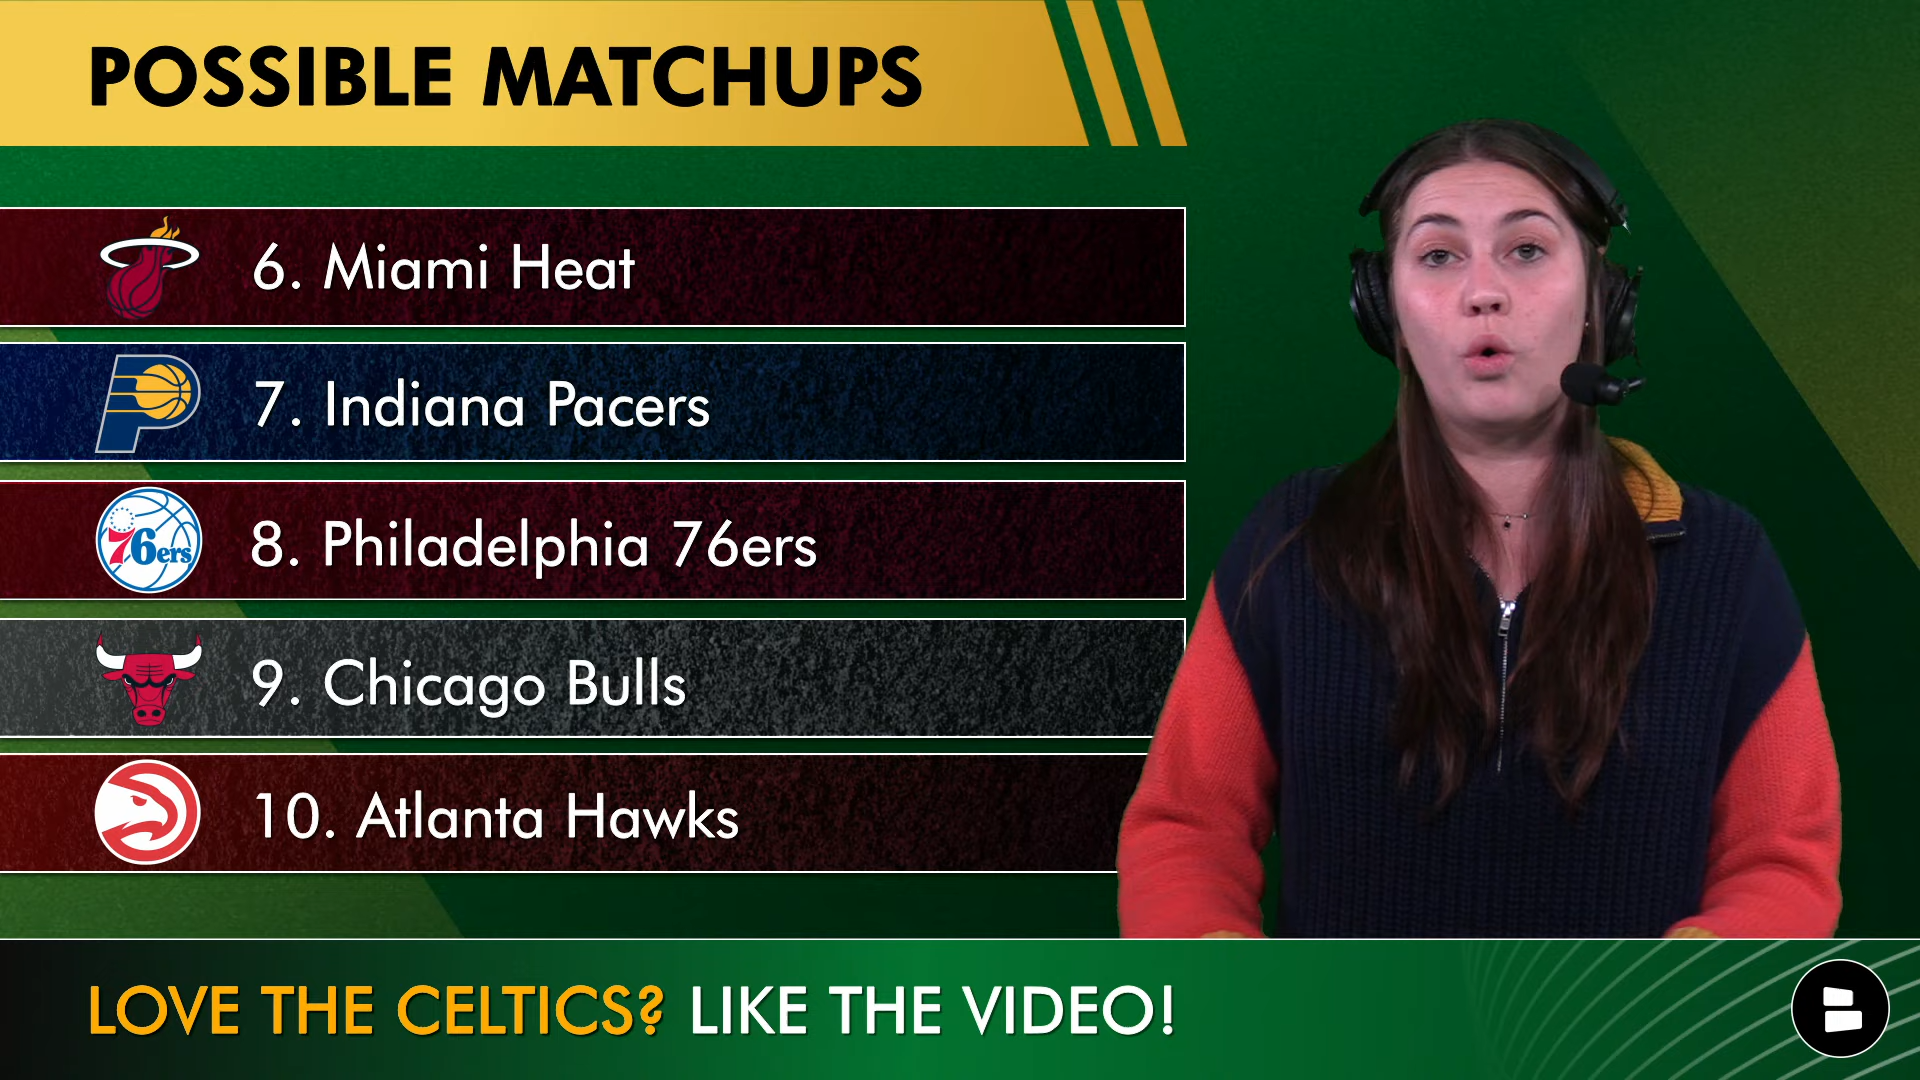 POSSIBLE MATCHUPS
6. Miami Heat
7. Indiana Pacers
76ers
8. Philadelphia 76ers
9. Chicago Bulls
10. Atlanta Hawks
LOVE THE CELTICS? LIKE THE VIDEO!